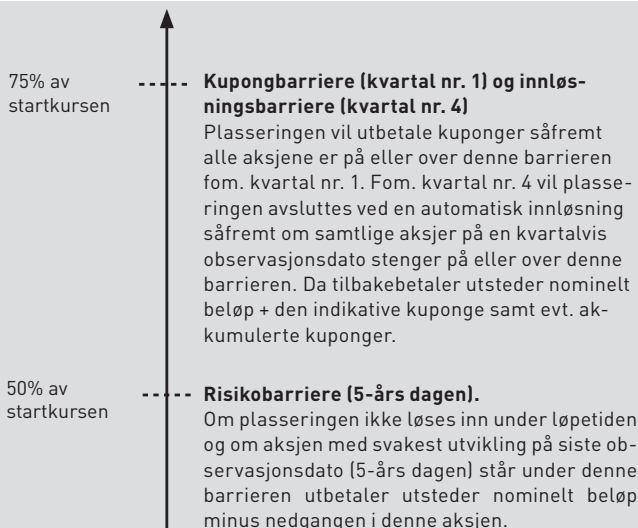 75% av
startkursen
Kupongbarriere (kvartal nr. 1) og innløs-
ningsbarriere (kvartal nr. 4)
Plasseringen vil utbetale kuponger såfremt
alle aksjene er på eller over denne barrieren
fom. kvartal nr. 1. Fom. kvartal nr. 4 vil plasse-
ringen avsluttes ved en automatisk innløsning
såfremt om samtlige aksjer på en kvartalvis
observasjonsdato stenger på eller over denne
barrieren. Da tilbakebetaler utsteder nominelt
beløp + den indikative kuponge samt evt. ak-
kumulerte kuponger.
50% av
startkursen
Risikobarriere (5-års dagen).
Om plasseringen ikke løses inn under løpetiden
og om aksjen med svakest utvikling på siste ob-
servasjonsdato (5-års dagen) står under denne
barrieren utbetaler utsteder nominelt beløp
minus nedgangen i denne aksjen.